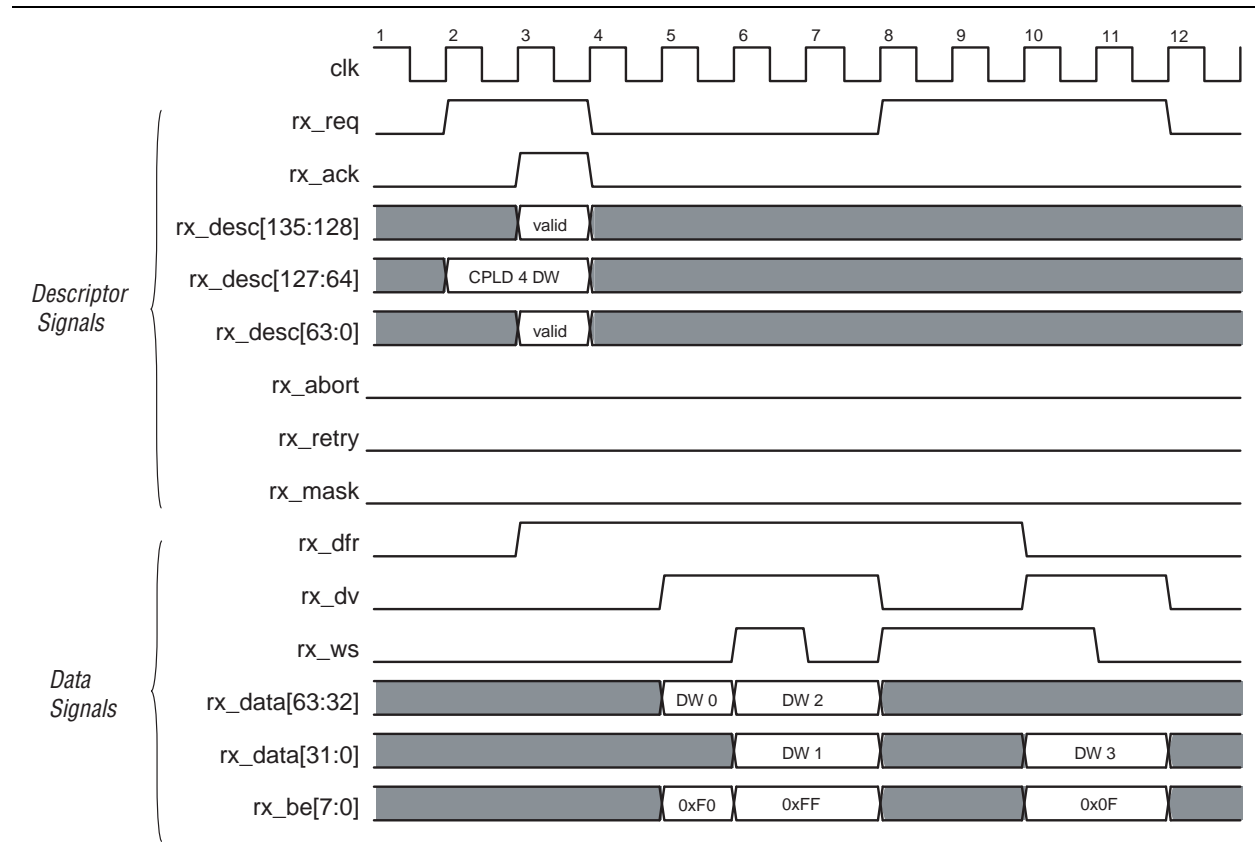 1 2 3 4 5 6 7 8 9 10 11 12
clk
rx_req
rx_ack
rx_desc[135:128] valid
rx_desc[127:64] CPLD 4 DW
Descriptor
Signals
rx_desc[63:0] valid
rx_abort
rx_retry
rx_mask
rx_dfr
rx_dv
rx_ws
Data
Signals
rx_data[63:32] DW 0 DW 2
rx_data[31:0] DW 1 DW 3
rx_be[7:0] 0xF0 0xFF 0x0F